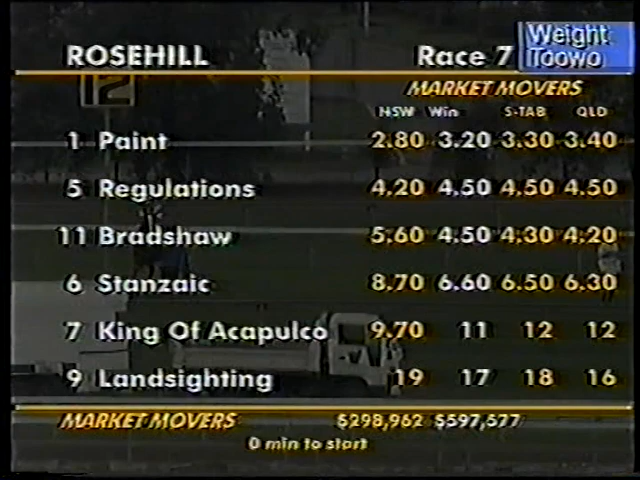 ROSEHILL Race 7 Weight
Toowo
12
MARKET MOVERS
NSW Win S-TAB QLD
1 Paint 2.80 3.20 3.30 3.40
5 Regulations 4.20 4.50 4.50 4.50
11 Bradshaw 5.60 4.50 4.30 4.20
6 Stanzaic 8.70 6.60 6.50 6.30
7 King Of Acapulco 9.70 11 12 12
9 Landsighting 19 17 18 16
MARKET MOVERS $298,962 $597,577
0 min to start